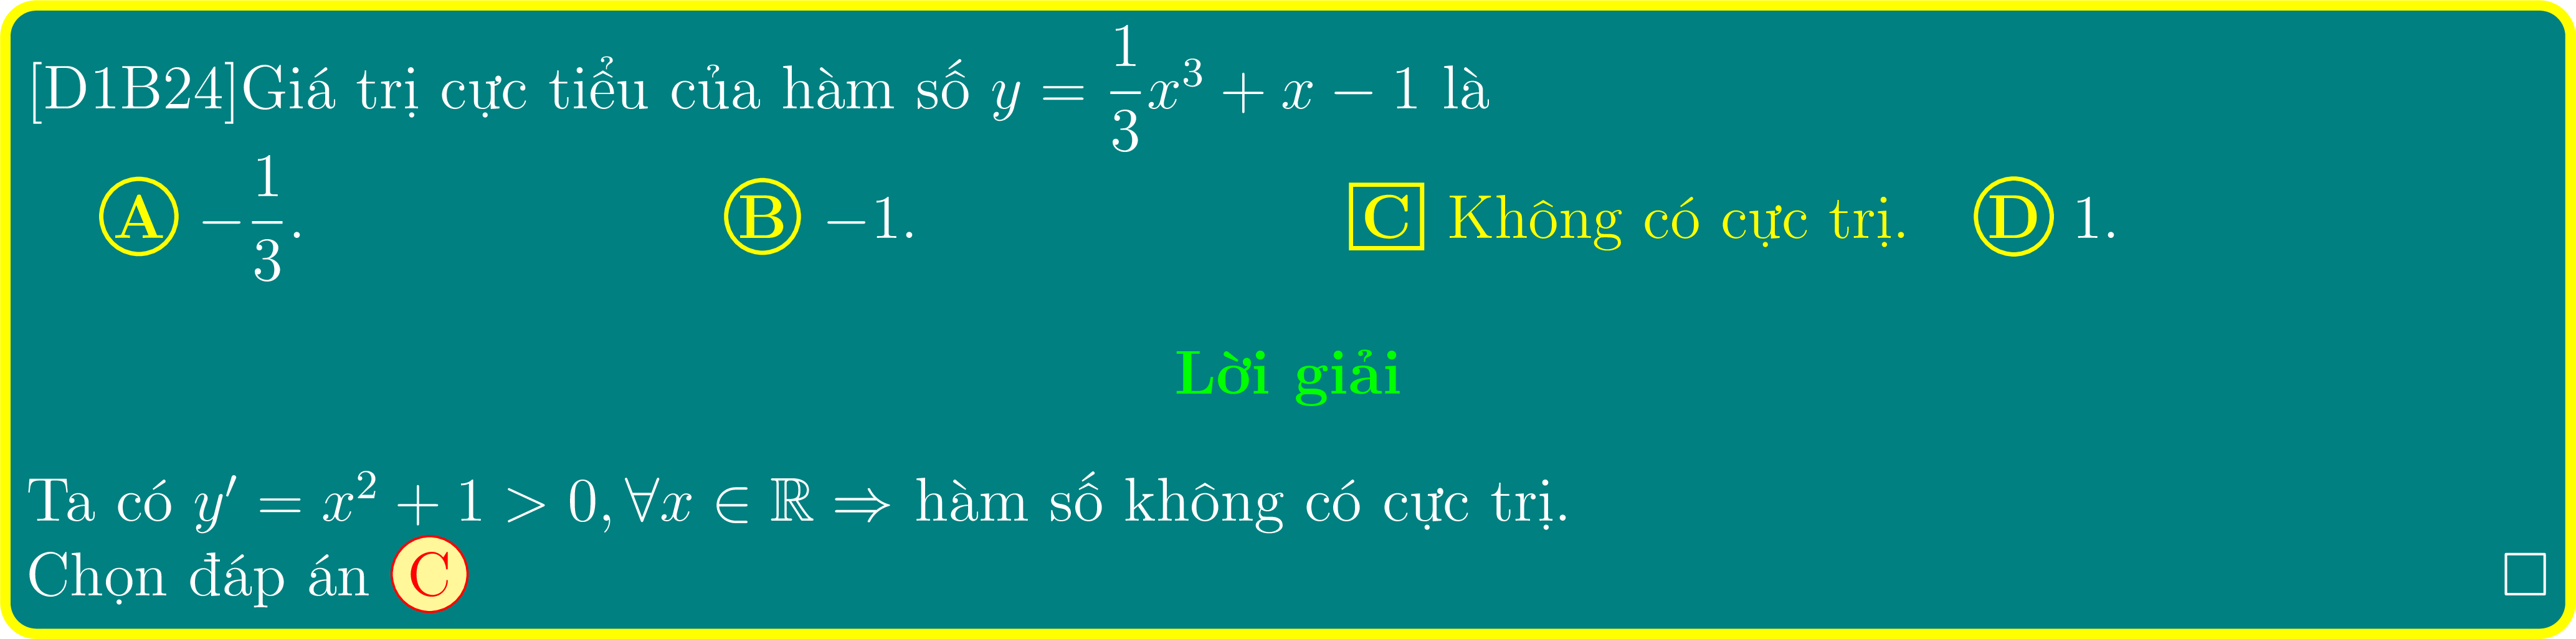 [D1B24]Giá trị cực tiểu của hàm số $y = \dfrac{1}{3}x^3 + x - 1$ là
Ⓐ $-\dfrac{1}{3}$. Ⓑ $-1$. C Không có cực trị. Ⓓ 1.
Lời giải
Ta có $y' = x^2 + 1 > 0, \forall x \in \mathbb{R} \Rightarrow$ hàm số không có cực trị.
Chọn đáp án Ⓒ □